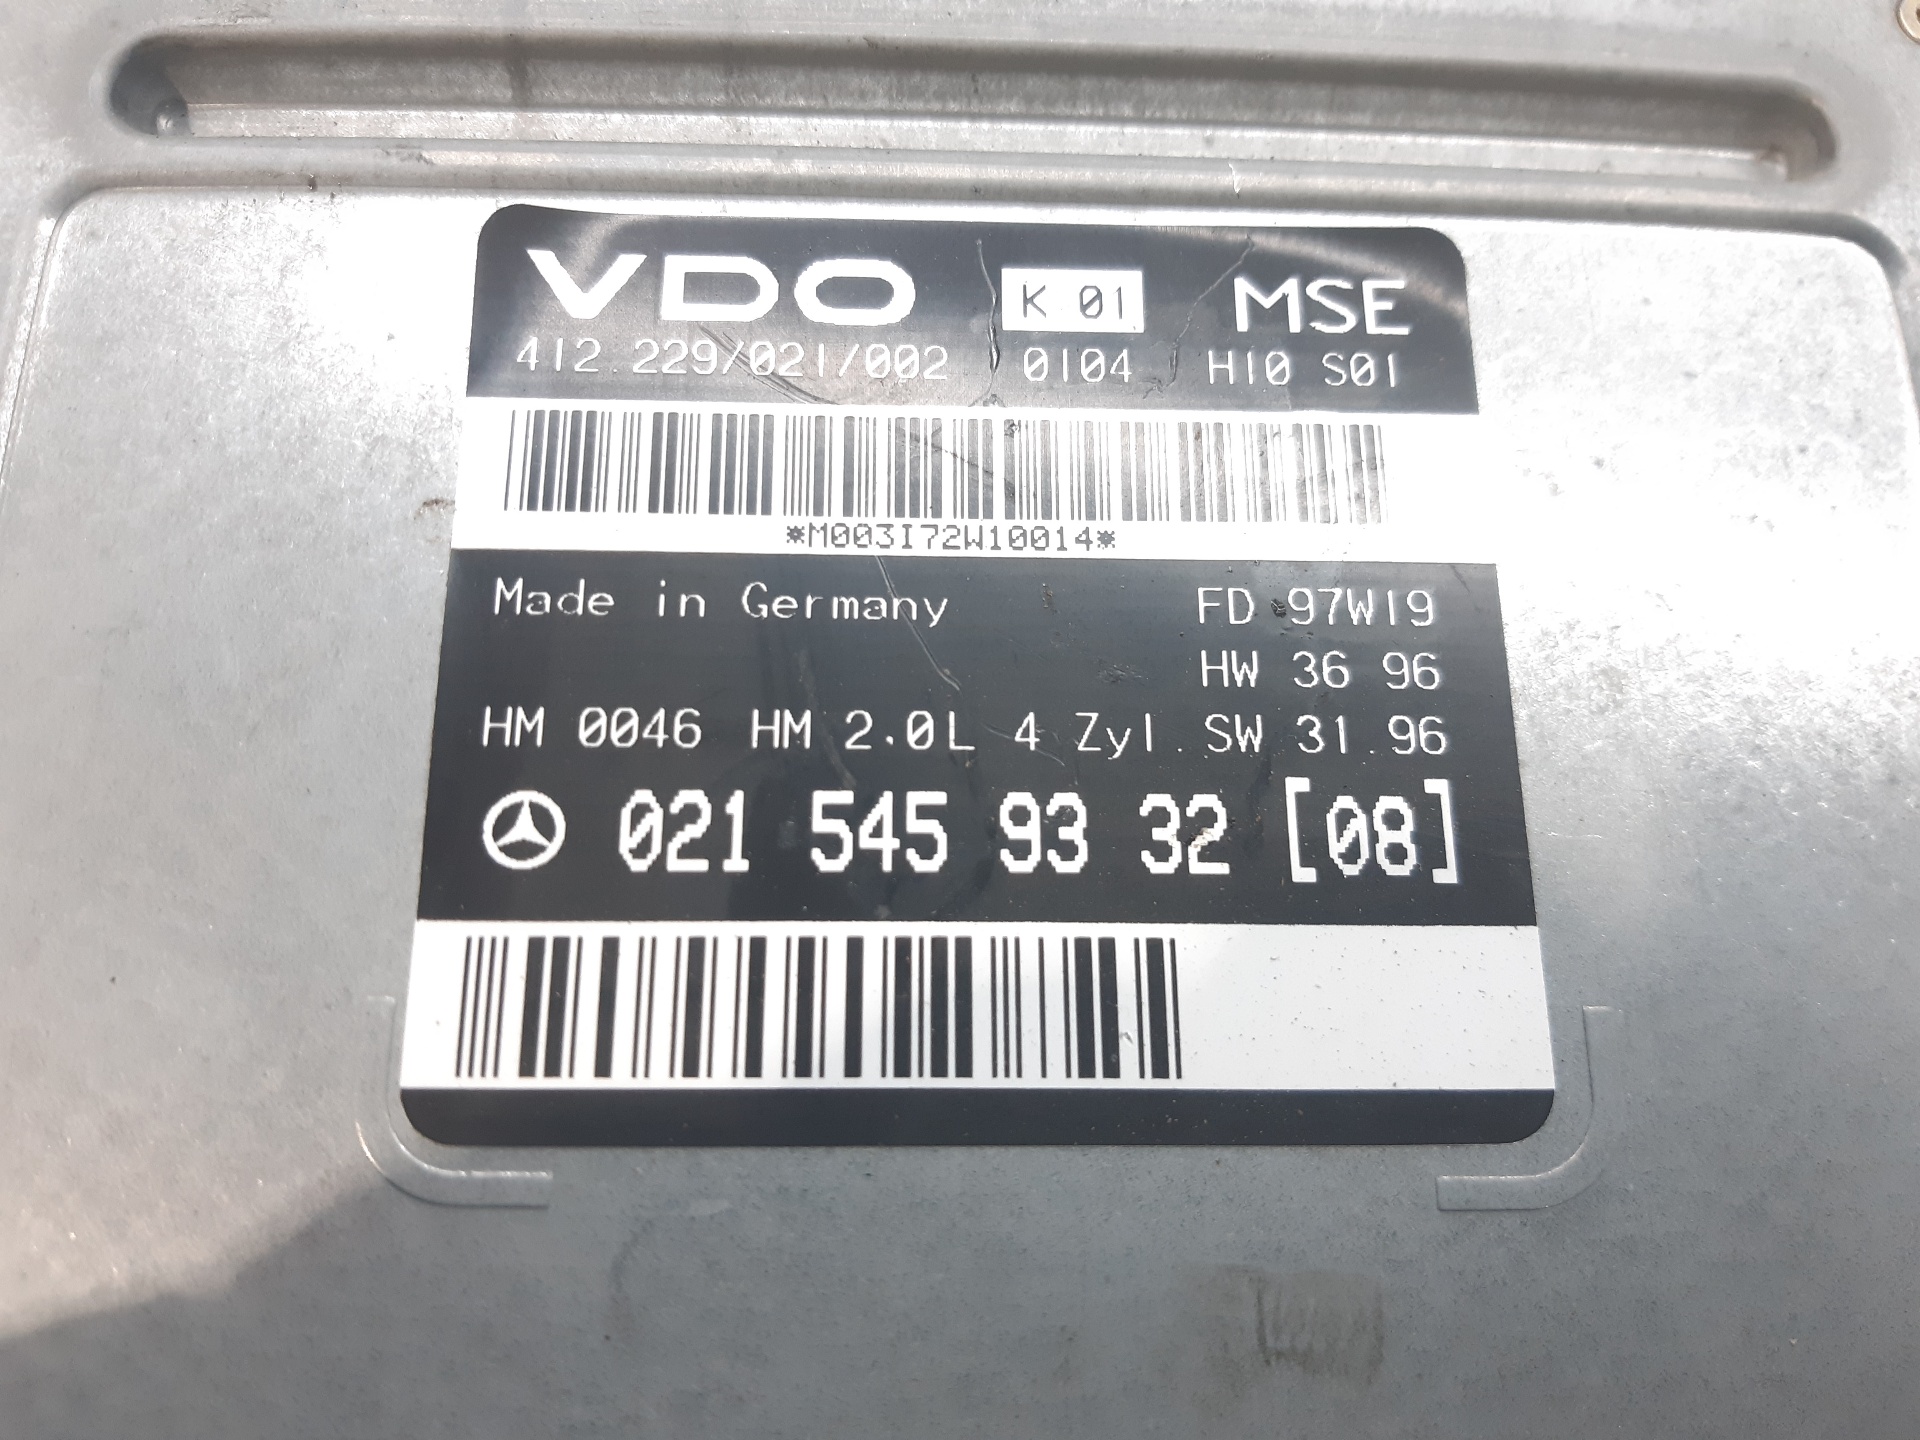 VDO K 01 MSE
412.229/021/002 0104 H10 S01
*M003I72W10014*
Made in Germany FD 97W19
HW 36 96
HM 0046 HM 2.0L 4 Zyl. SW 31.96
021 545 93 32 [08]